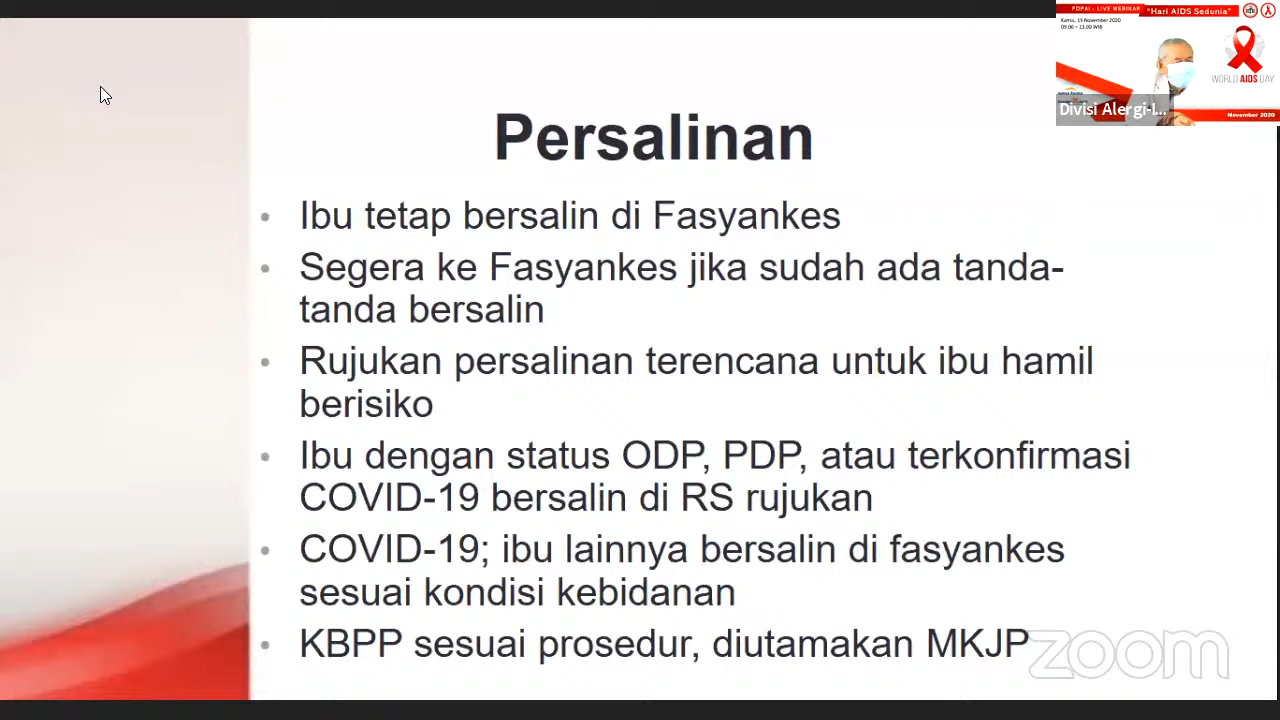 PDPAI - LIVE WEBINAR
"Hari AIDS Sedunia"
Kamis, 19 November 2020
09.00 – 13.00 WIB
WORLD AIDS DAY
Divisi Alergi-I...
November 2020
Persalinan
• Ibu tetap bersalin di Fasyankes
• Segera ke Fasyankes jika sudah ada tanda-
tanda bersalin
• Rujukan persalinan terencana untuk ibu hamil
berisiko
• Ibu dengan status ODP, PDP, atau terkonfirmasi
COVID-19 bersalin di RS rujukan
• COVID-19; ibu lainnya bersalin di fasyankes
sesuai kondisi kebidanan
• KBPP sesuai prosedur, diutamakan MKJP
zoom